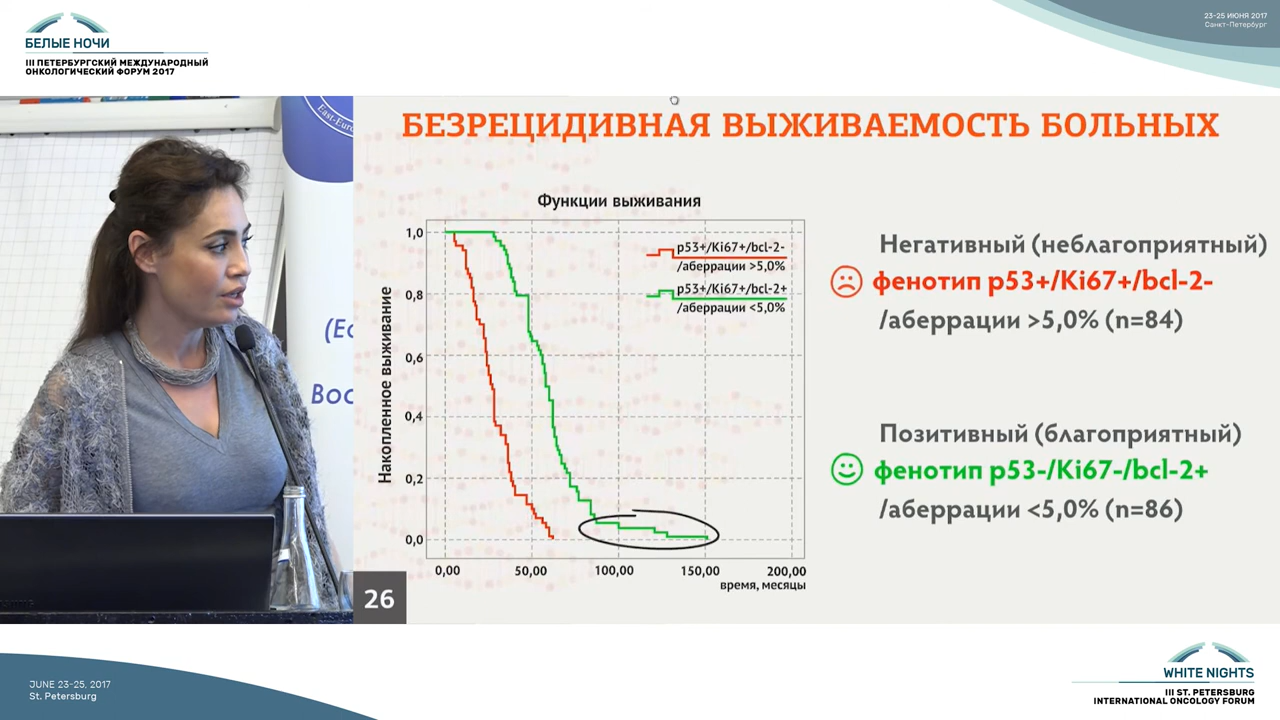 БЕЛЫЕ НОЧИ
III ПЕТЕРБУРГСКИЙ МЕЖДУНАРОДНЫЙ
ОНКОЛОГИЧЕСКИЙ ФОРУМ 2017
23-25 ИЮНЯ 2017
Санкт-Петербург
East-Euro
(Ес
Вос
БЕЗРЕЦИДИВНАЯ ВЫЖИВАЕМОСТЬ БОЛЬНЫХ
Функции выживания
Накопленное выживание
1,0
0,8
0,6
0,4
0,2
0,0
p53+/Ki67+/bcl-2-
/аберрации >5,0%
p53+/Ki67+/bcl-2+
/аберрации <5,0%
0,00 50,00 100,00 150,00 200,00
время, месяцы
Негативный (неблагоприятный)
фенотип p53+/Ki67+/bcl-2-
/аберрации >5,0% (n=84)
Позитивный (благоприятный)
фенотип p53-/Ki67-/bcl-2+
/аберрации <5,0% (n=86)
26
JUNE 23-25, 2017
St. Petersburg
WHITE NIGHTS
III ST. PETERSBURG
INTERNATIONAL ONCOLOGY FORUM